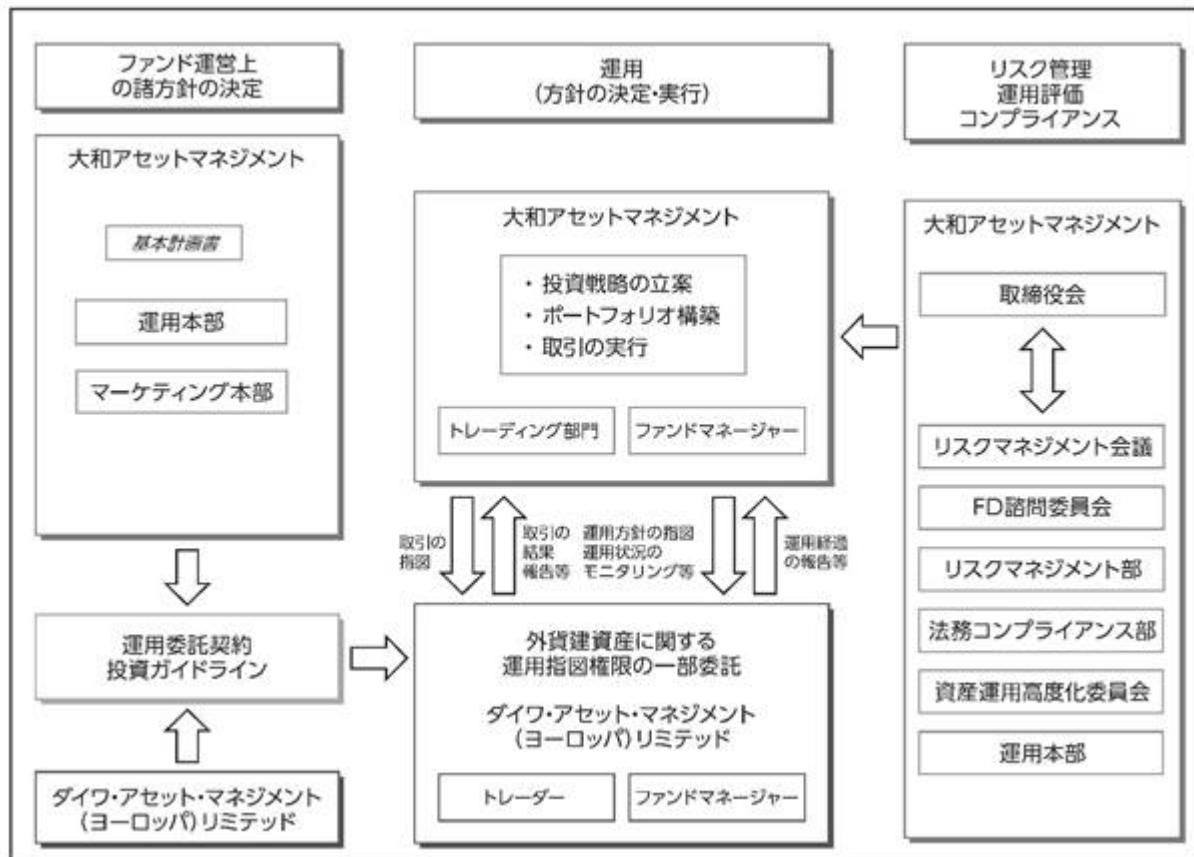 ファンド運営上
の諸方針の決定
大和アセットマネジメント
基本計画書
運用本部
マーケティング本部
運用委託契約
投資ガイドライン
ダイワ・アセット・マネジメント
(ヨーロッパ)リミテッド
運用
(方針の決定・実行)
大和アセットマネジメント
・ 投資戦略の立案
・ ポートフォリオ構築
・ 取引の実行
トレーディング部門
ファンドマネージャー
取引の
指図
取引の
結果
報告等
運用方針の指図
運用状況の
モニタリング等
運用経過
の報告等
外貨建資産に関する
運用指図権限の一部委託
ダイワ・アセット・マネジメント
(ヨーロッパ)リミテッド
トレーダー
ファンドマネージャー
リスク管理
運用評価
コンプライアンス
大和アセットマネジメント
取締役会
リスクマネジメント会議
FD諮問委員会
リスクマネジメント部
法務コンプライアンス部
資産運用高度化委員会
運用本部